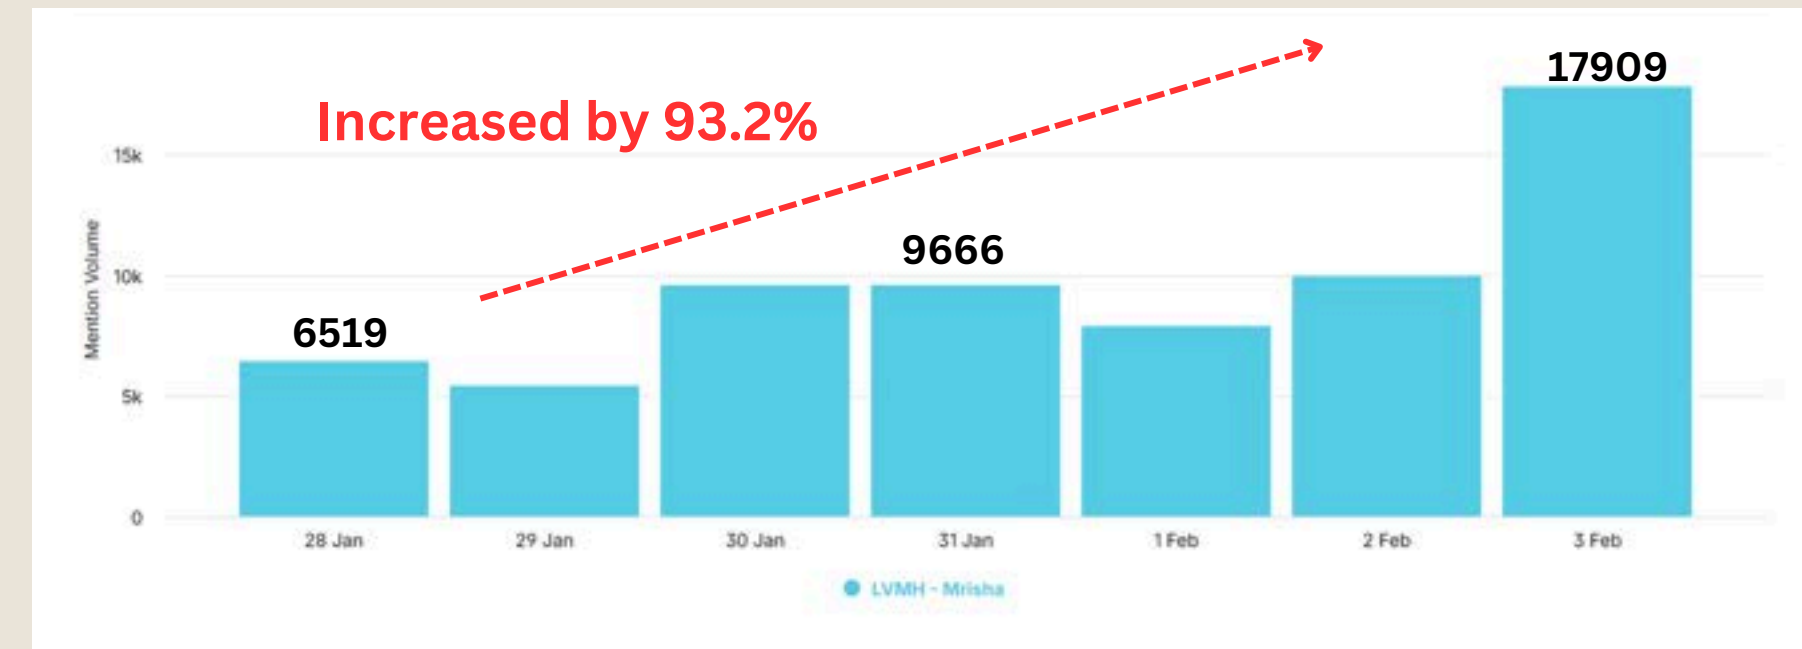 17909
Increased by 93.2%
15k
9666
10k
Mention Volume
6519
5k
0
28 Jan
29 Jan
30 Jan
31 Jan
1 Feb
2 Feb
3 Feb
LVMH - Mrisha